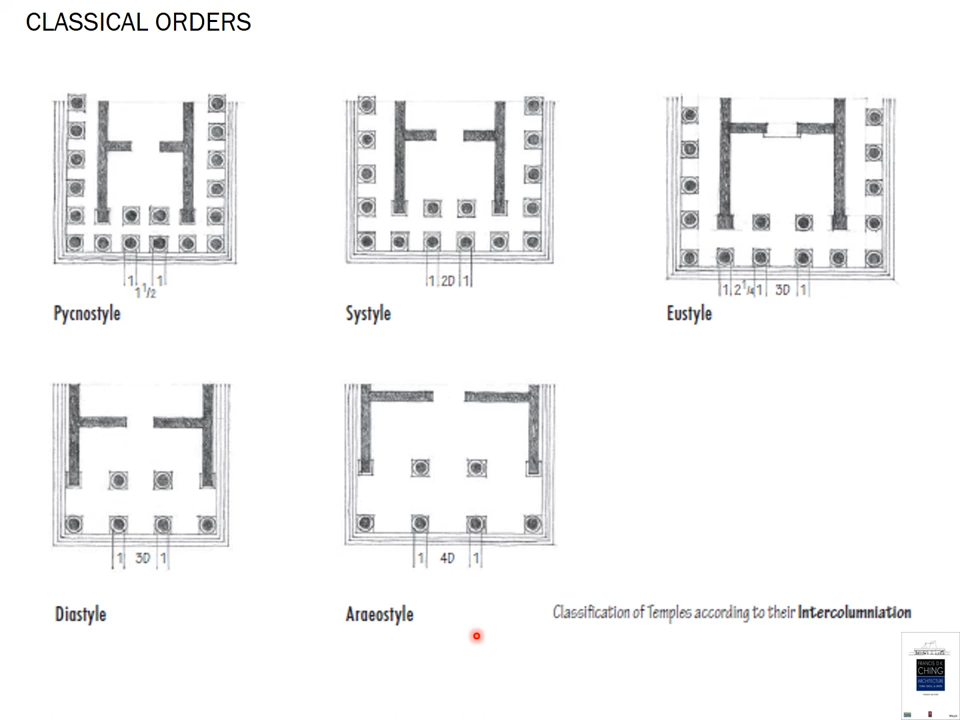 CLASSICAL ORDERS
1 1
1 1/2
1 2D 1
1 2 1/4 1 3D 1
Pycnostyle Systyle Eustyle
1 3D 1
1 4D 1
Diastyle Araeostyle
Classification of Temples according to their Intercolumniation
FRANCIS D.K.
CHING
ARCHITECTURE